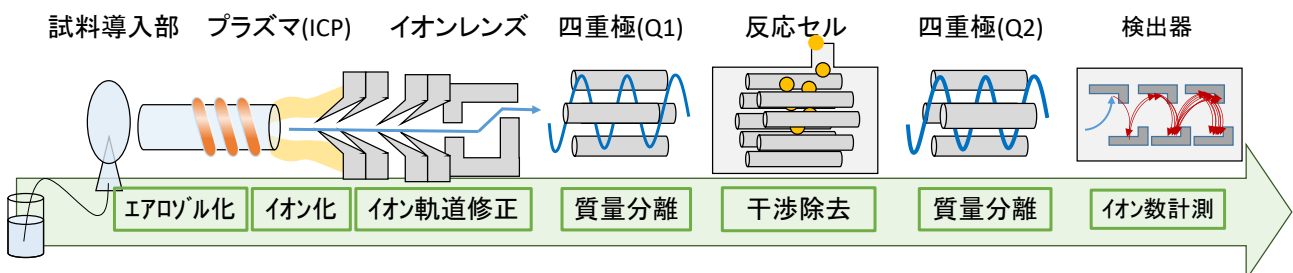 試料導入部 プラズマ(ICP) イオンレンズ 四重極(Q1) 反応セル 四重極(Q2) 検出器
エアロゾル化 イオン化 イオン軌道修正 質量分離 干渉除去 質量分離 イオン数計測